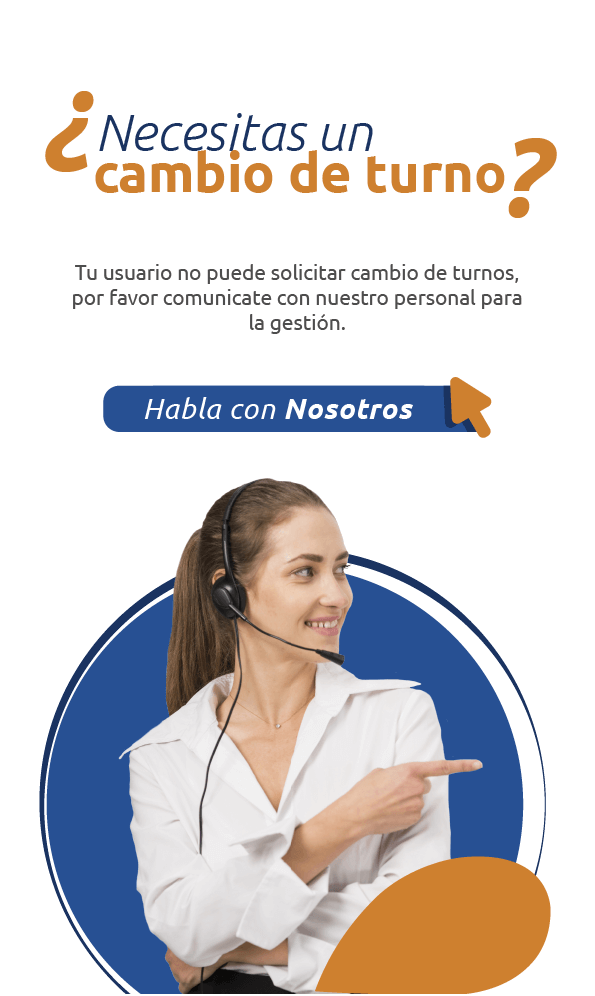 ¿Necesitas un
cambio de turno?
Tu usuario no puede solicitar cambio de turnos,
por favor comunicate con nuestro personal para
la gestión.
Habla con Nosotros